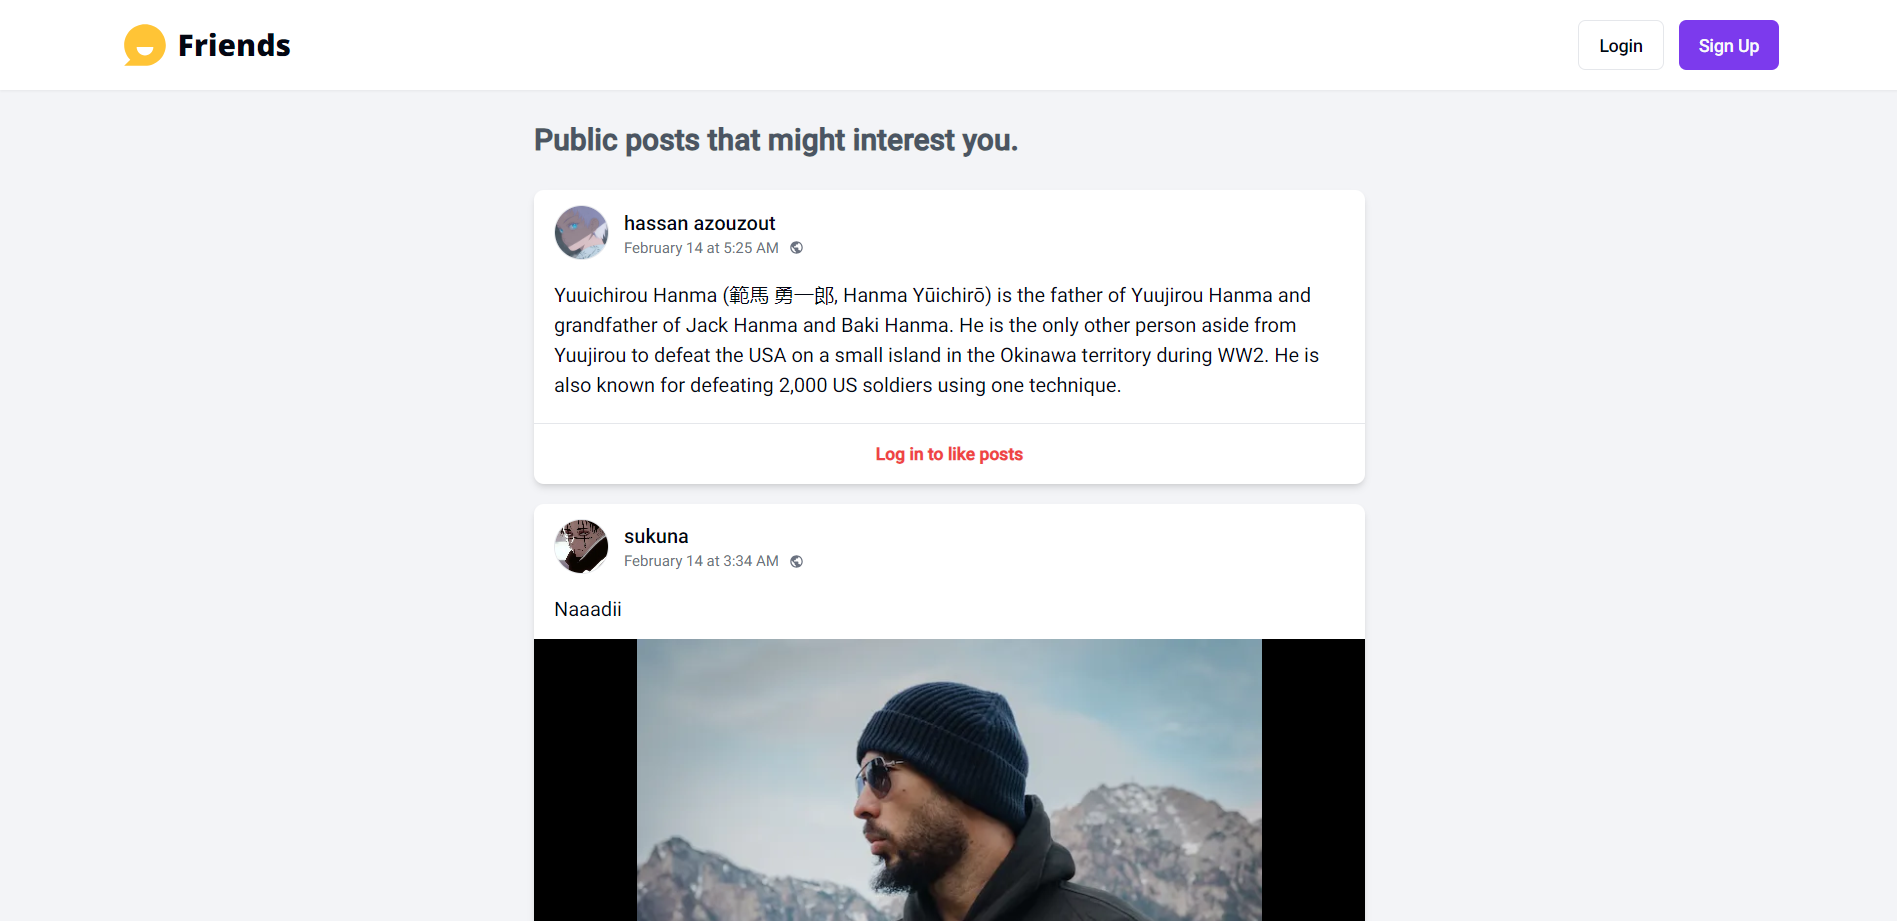 Friends
Login
Sign Up
Public posts that might interest you.
hassan azouzout
February 14 at 5:25 AM
Yuuichirou Hanma (範馬 勇一郎, Hanma Yūichirō) is the father of Yuujirou Hanma and
grandfather of Jack Hanma and Baki Hanma. He is the only other person aside from
Yuujirou to defeat the USA on a small island in the Okinawa territory during WW2. He is
also known for defeating 2,000 US soldiers using one technique.
Log in to like posts
sukuna
February 14 at 3:34 AM
Naaadii